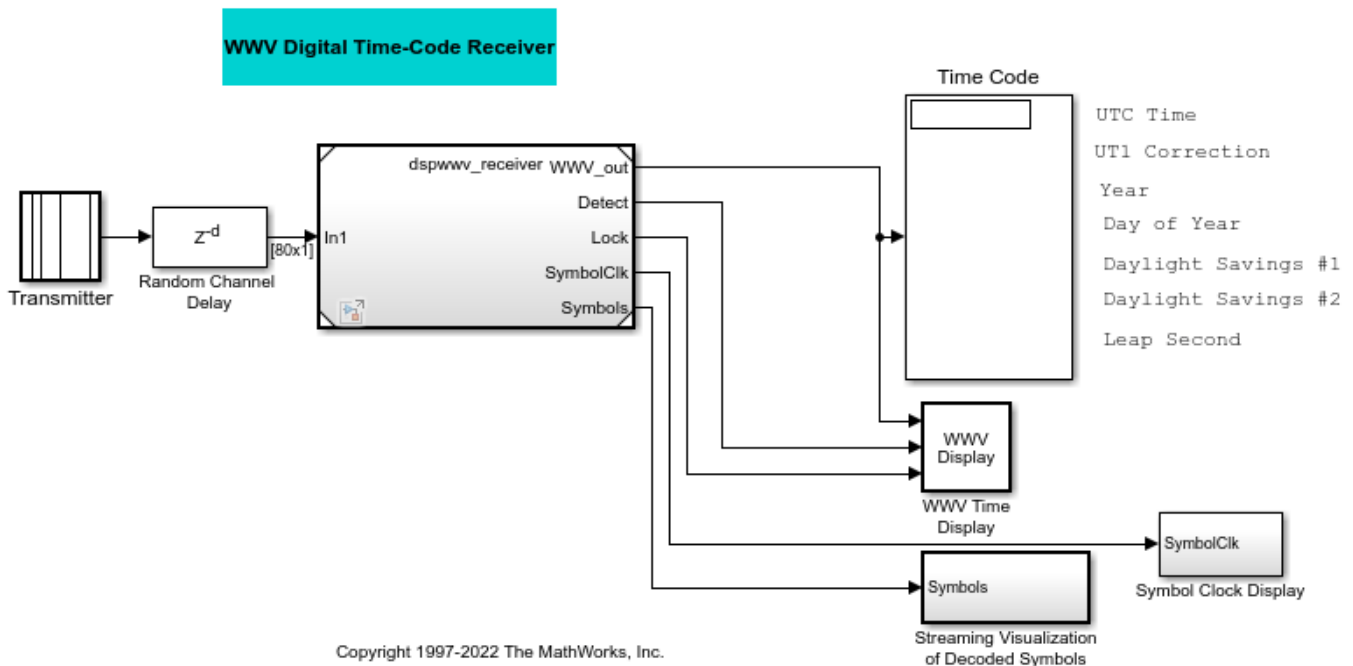 WWV Digital Time-Code Receiver
Time Code
UTC Time
UT1 Correction
Year
Day of Year
Daylight Savings #1
Daylight Savings #2
Leap Second
dspwwv_receiver
WWV_out
Detect
Lock
SymbolClk
Symbols
In1
[80x1]
Z-d
Random Channel
Delay
Transmitter
WWV
Display
WWV Time
Display
SymbolClk
Symbol Clock Display
Symbols
Streaming Visualization
of Decoded Symbols
Copyright 1997-2022 The MathWorks, Inc.